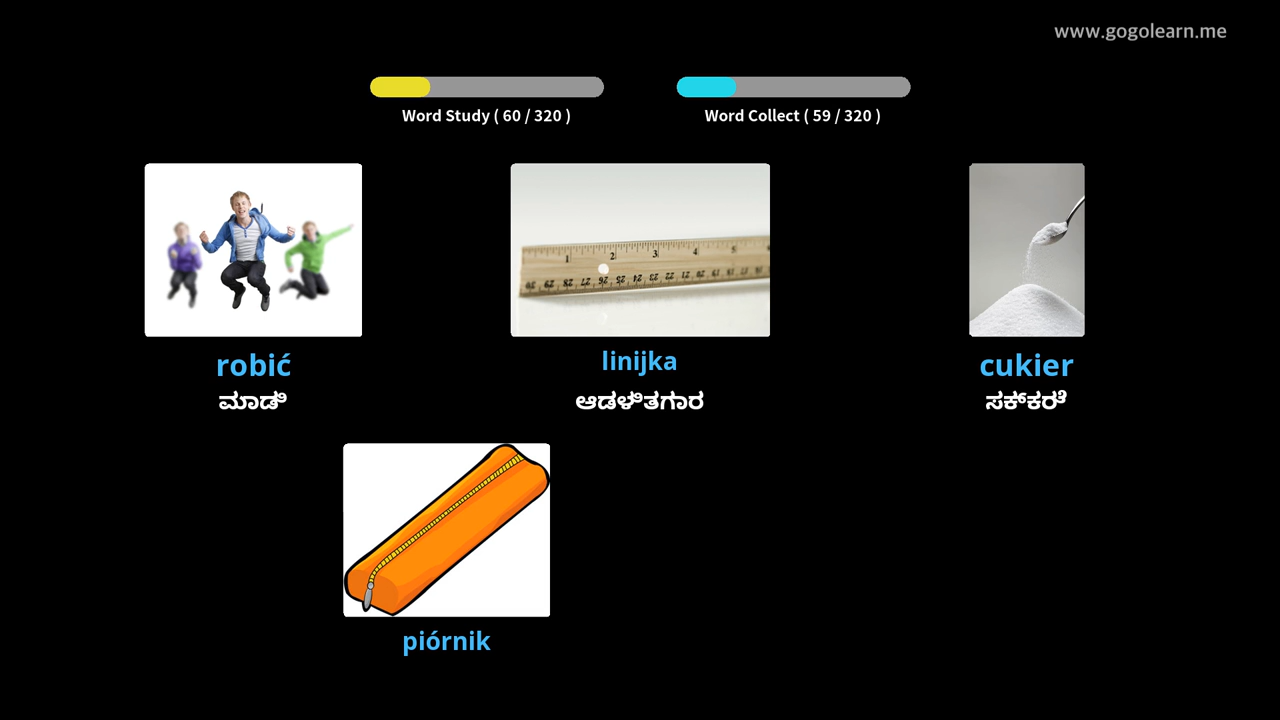 www.gogolearn.me
Word Study ( 60 / 320 )
Word Collect ( 59 / 320 )
robić
linijka
cukier
ಮಾಡಿ
ಆಡಳಿತಗಾರ
ಸಕ್ಕರೆ
piórnik